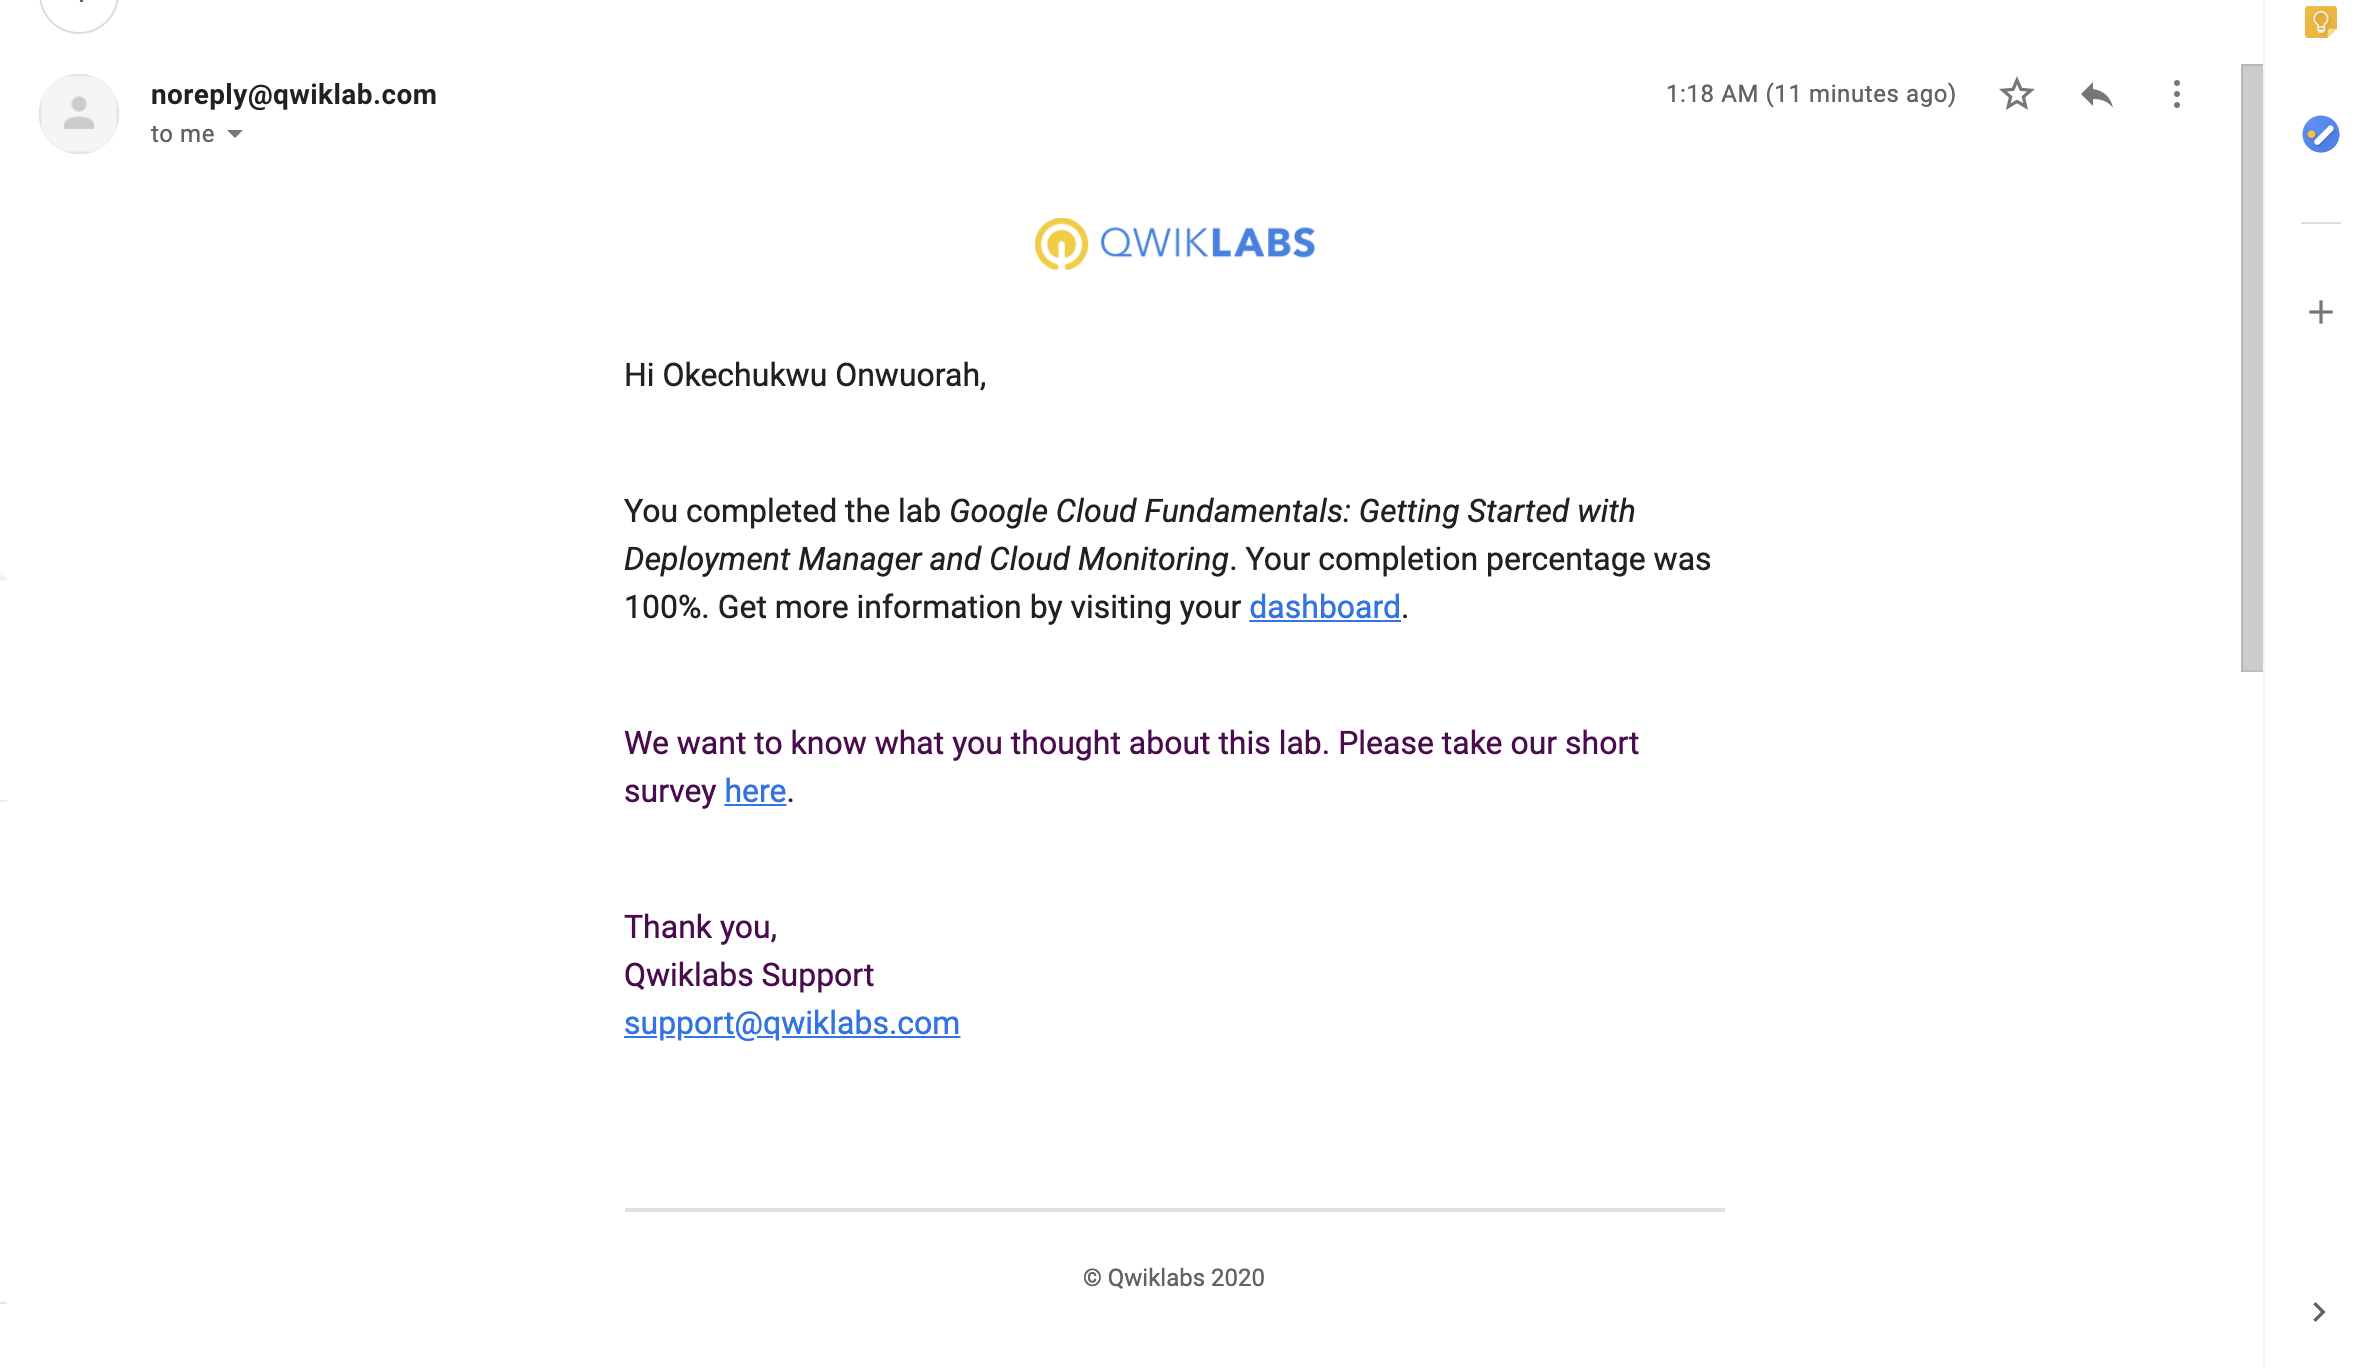 noreply@qwiklab.com
1:18 AM (11 minutes ago)
to me
QWIKLABS
Hi Okechukwu Onwuorah,
You completed the lab Google Cloud Fundamentals: Getting Started with
Deployment Manager and Cloud Monitoring. Your completion percentage was
100%. Get more information by visiting your dashboard.
We want to know what you thought about this lab. Please take our short
survey here.
Thank you,
Qwiklabs Support
support@qwiklabs.com
© Qwiklabs 2020